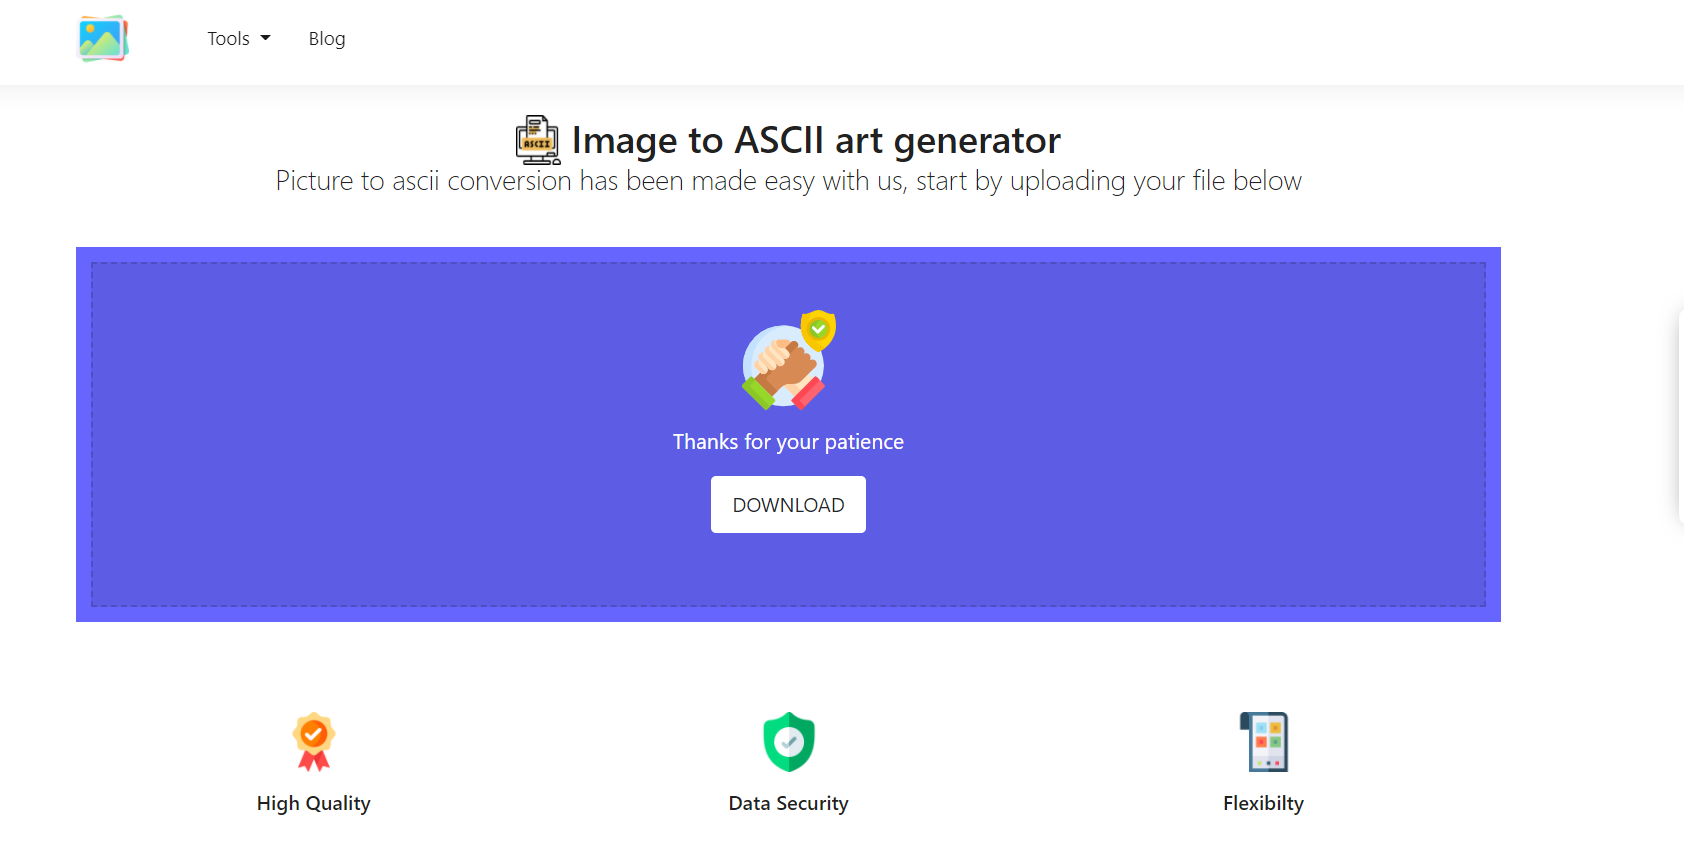 Tools
Blog
ASCII
Image to ASCII art generator
Picture to ascii conversion has been made easy with us, start by uploading your file below
Thanks for your patience
DOWNLOAD
High Quality
Data Security
Flexibilty